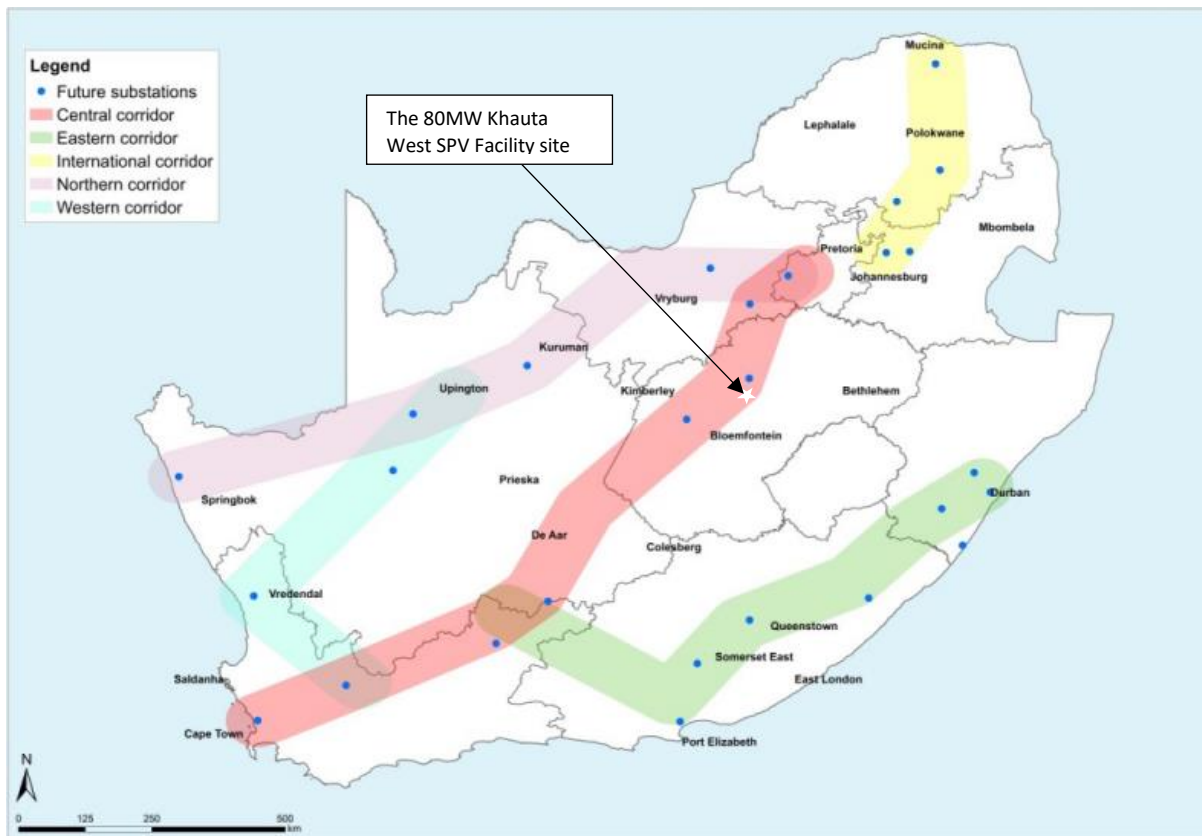 Legend
Future substations
Central corridor
Eastern corridor
International corridor
Northern corridor
Western corridor
The 80MW Khauta
West SPV Facility site
Mucina
Lephalale
Polokwane
Mbombela
Pretoria
Johannesburg
Vryburg
Kuruman
Upington
Kimberley
Bethlehem
Bloemfontein
Springbok
Prieska
Durban
De Aar
Colesberg
Vredendal
Queenstown
Somerset East
East London
Saldanha
Cape Town
Port Elizabeth
N
0 125 250 500
km